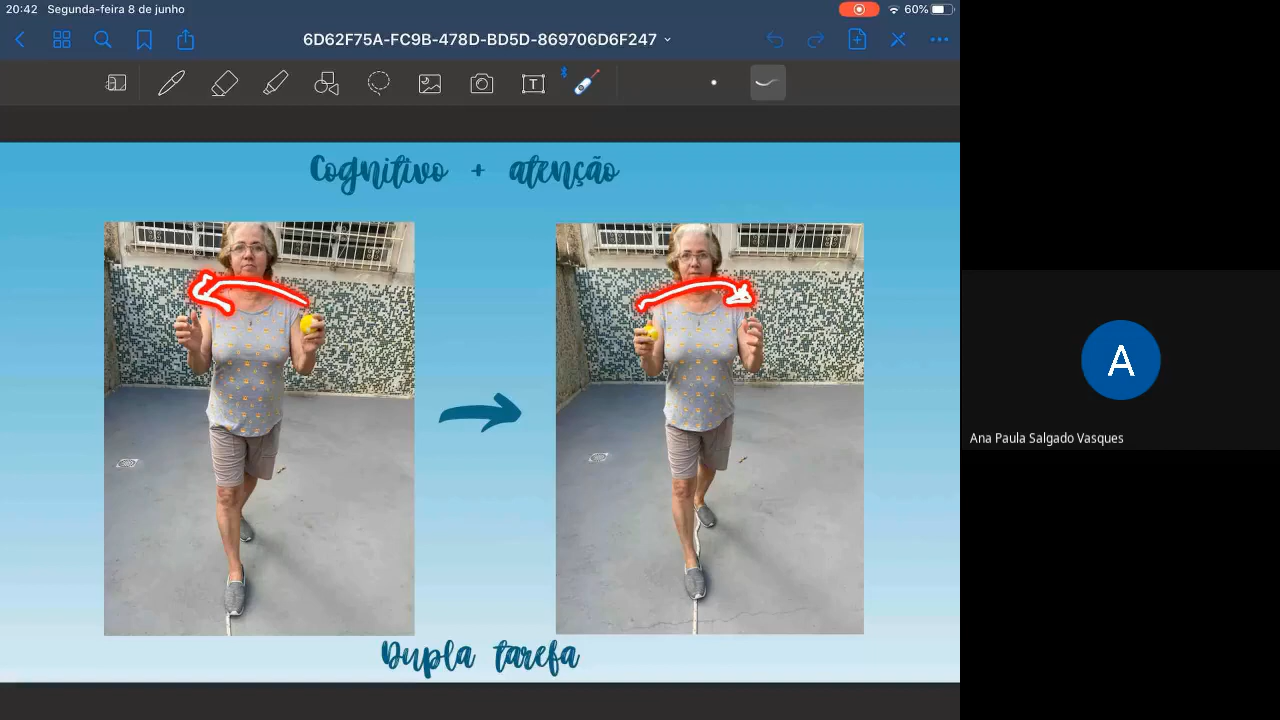 20:42 Segunda-feira 8 de junho
60%
6D62F75A-FC9B-478D-BD5D-869706D6F247
T
Cognitivo + atenção
Dupla tarefa
A
Ana Paula Salgado Vasques